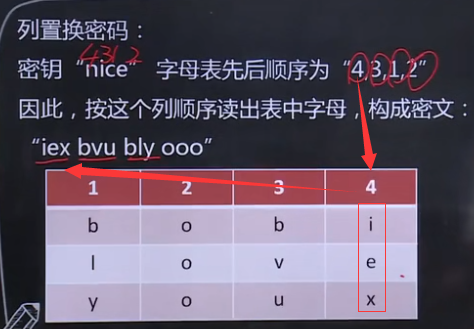 列置换密码：
4312
密钥“nice” 字母表先后顺序为“4,3,1,2”
因此，按这个列顺序读出表中字母，构成密文：
“iex bvu bly ooo”
1 2 3 4
b o b i
l o v e
y o u x